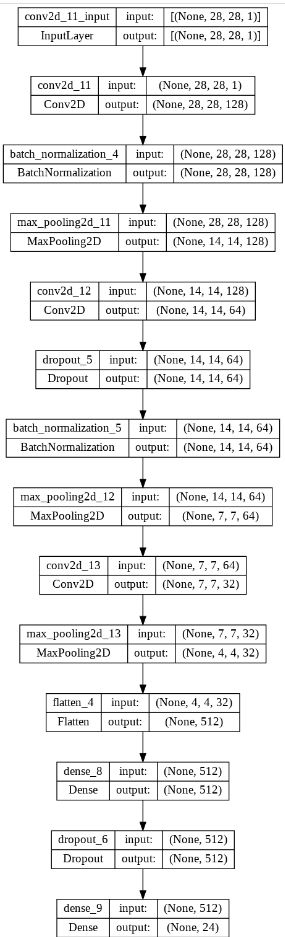 conv2d_11_input input: [(None, 28, 28, 1)]
InputLayer output: [(None, 28, 28, 1)]
conv2d_11 input: (None, 28, 28, 1)
Conv2D output: (None, 28, 28, 128)
batch_normalization_4 input: (None, 28, 28, 128)
BatchNormalization output: (None, 28, 28, 128)
max_pooling2d_11 input: (None, 28, 28, 128)
MaxPooling2D output: (None, 14, 14, 128)
conv2d_12 input: (None, 14, 14, 128)
Conv2D output: (None, 14, 14, 64)
dropout_5 input: (None, 14, 14, 64)
Dropout output: (None, 14, 14, 64)
batch_normalization_5 input: (None, 14, 14, 64)
BatchNormalization output: (None, 14, 14, 64)
max_pooling2d_12 input: (None, 14, 14, 64)
MaxPooling2D output: (None, 7, 7, 64)
conv2d_13 input: (None, 7, 7, 64)
Conv2D output: (None, 7, 7, 32)
max_pooling2d_13 input: (None, 7, 7, 32)
MaxPooling2D output: (None, 4, 4, 32)
flatten_4 input: (None, 4, 4, 32)
Flatten output: (None, 512)
dense_8 input: (None, 512)
Dense output: (None, 512)
dropout_6 input: (None, 512)
Dropout output: (None, 512)
dense_9 input: (None, 512)
Dense output: (None, 24)